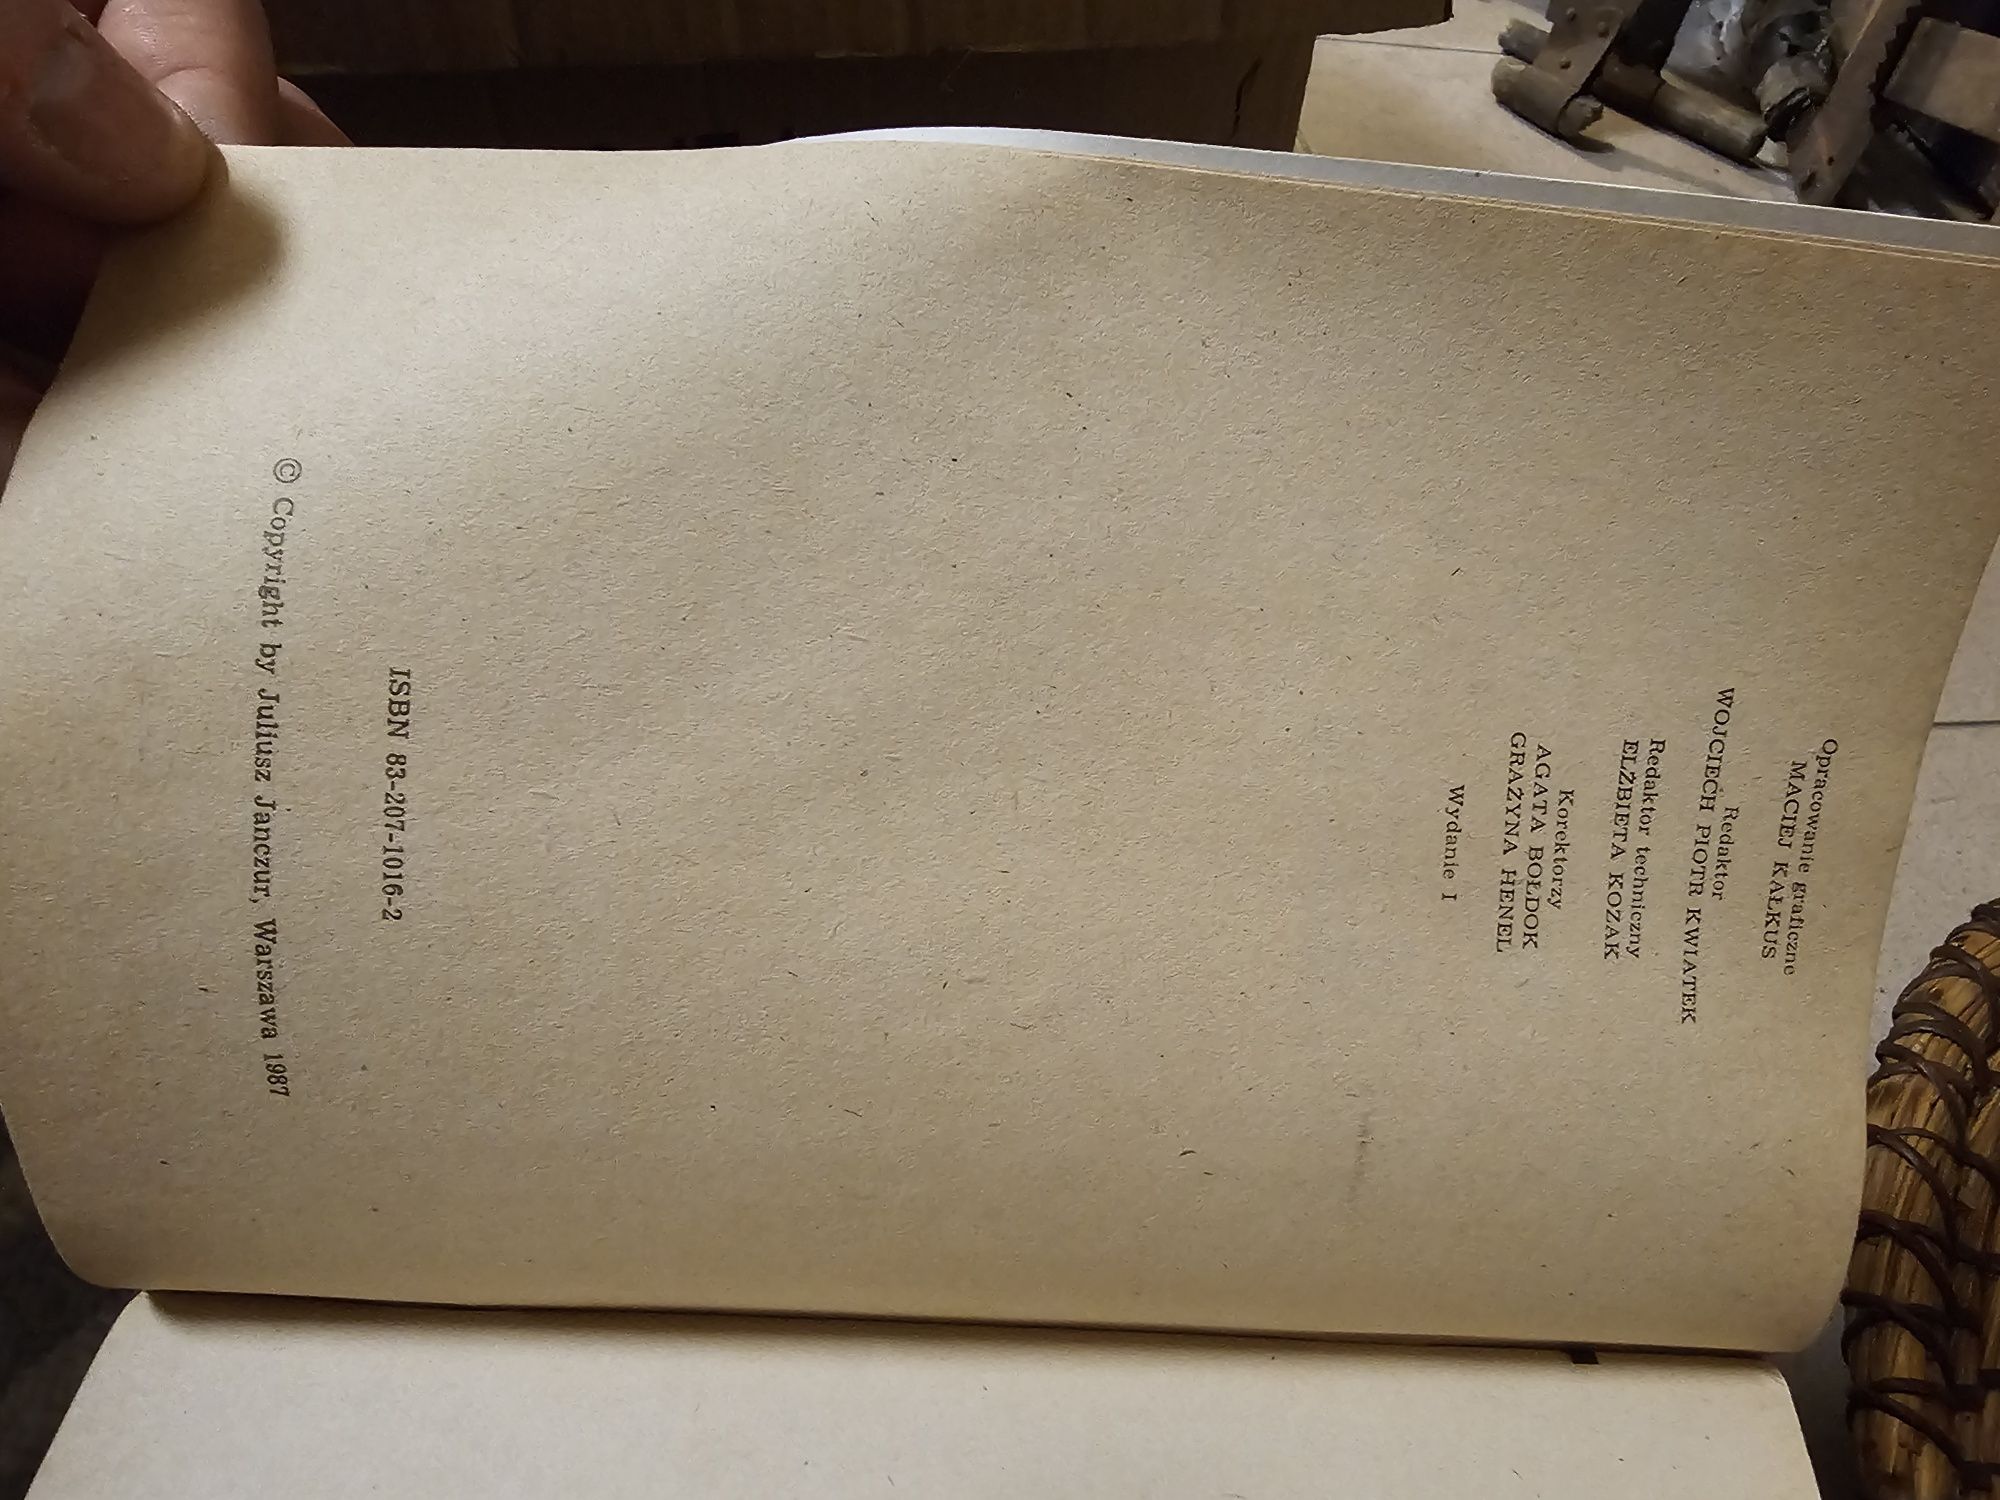 Opracowanie graficzne
MACIEJ KAŁKUS
Redaktor
WOJCIECH PIOTR KWIATEK
Redaktor techniczny
ELŻBIETA KOZAK
Korektorzy
AGATA BOŁDOK
GRAŻYNA HENEL
Wydanie I
ISBN 83-207-1016-2
© Copyright by Juliusz Janczur, Warszawa 1987